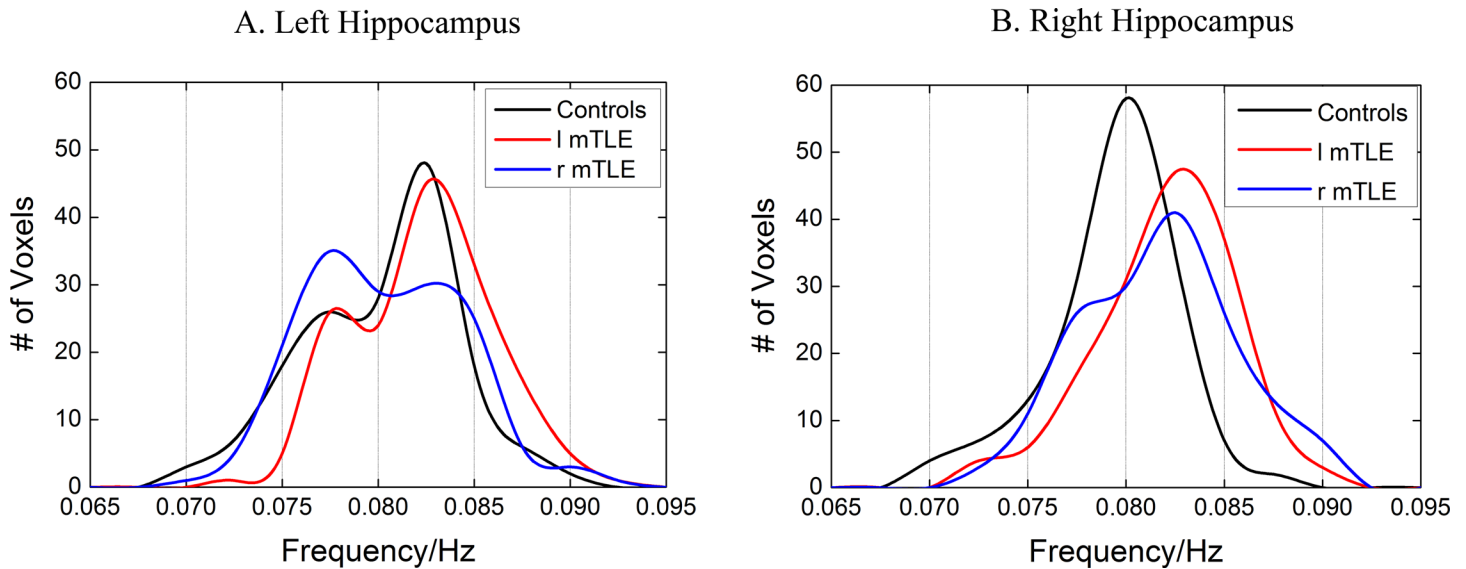 A. Left Hippocampus
60
50
40
30
20
10
0
# of Voxels
Controls
l mTLE
r mTLE
0.065 0.070 0.075 0.080 0.085 0.090 0.095
Frequency/Hz
B. Right Hippocampus
60
50
40
30
20
10
0
# of Voxels
Controls
l mTLE
r mTLE
0.065 0.070 0.075 0.080 0.085 0.090 0.095
Frequency/Hz